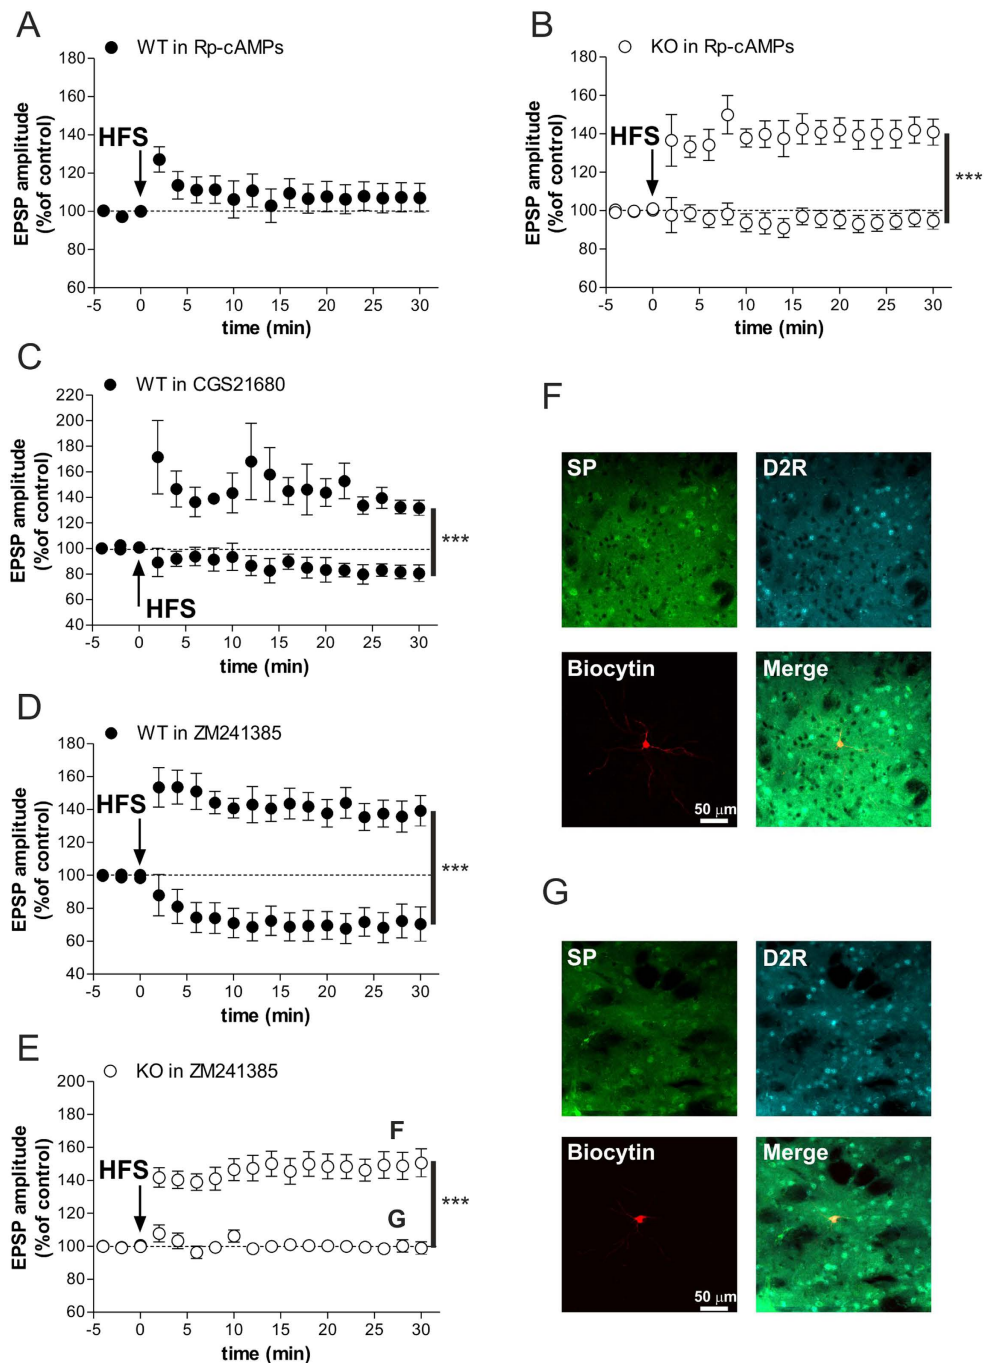 A
WT in Rp-cAMPs
EPSP amplitude
(%of control)
180
160
140
120
100
80
60
HFS
-5 0 5 10 15 20 25 30
time (min)
B
KO in Rp-cAMPs
EPSP amplitude
(%of control)
180
160
140
120
100
80
60
HFS
***
-5 0 5 10 15 20 25 30
time (min)
C
WT in CGS21680
EPSP amplitude
(%of control)
220
200
180
160
140
120
100
80
60
40
***
HFS
-5 0 5 10 15 20 25 30
time (min)
D
WT in ZM241385
EPSP amplitude
(%of control)
180
160
140
120
100
80
60
40
HFS
***
-5 0 5 10 15 20 25 30
time (min)
E
KO in ZM241385
EPSP amplitude
(%of control)
200
180
160
140
120
100
80
60
HFS
F
G
***
-5 0 5 10 15 20 25 30
time (min)
F
SP
D2R
Biocytin
50 μm
Merge
G
SP
D2R
Biocytin
50 μm
Merge